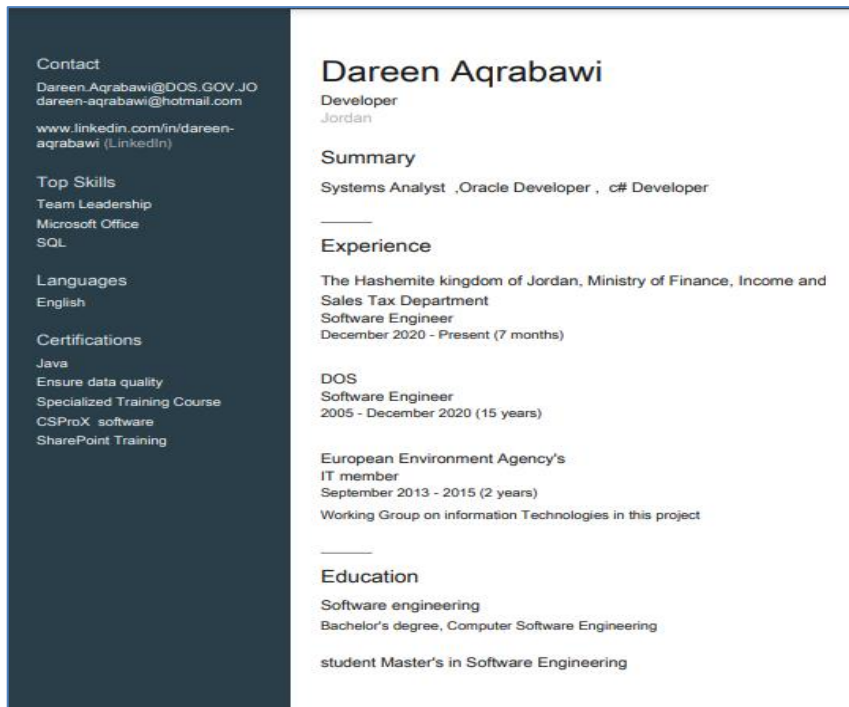 Contact
Dareen.Aqrabawi@DOS.GOV.JO
dareen-aqrabawi@hotmail.com
www.linkedin.com/in/dareen-
aqrabawi (LinkedIn)
Top Skills
Team Leadership
Microsoft Office
SQL
Languages
English
Certifications
Java
Ensure data quality
Specialized Training Course
CSProX software
SharePoint Training
Dareen Aqrabawi
Developer
Jordan
Summary
Systems Analyst ,Oracle Developer , c# Developer
Experience
The Hashemite kingdom of Jordan, Ministry of Finance, Income and
Sales Tax Department
Software Engineer
December 2020 - Present (7 months)
DOS
Software Engineer
2005 - December 2020 (15 years)
European Environment Agency's
IT member
September 2013 - 2015 (2 years)
Working Group on information Technologies in this project
Education
Software engineering
Bachelor's degree, Computer Software Engineering
student Master's in Software Engineering